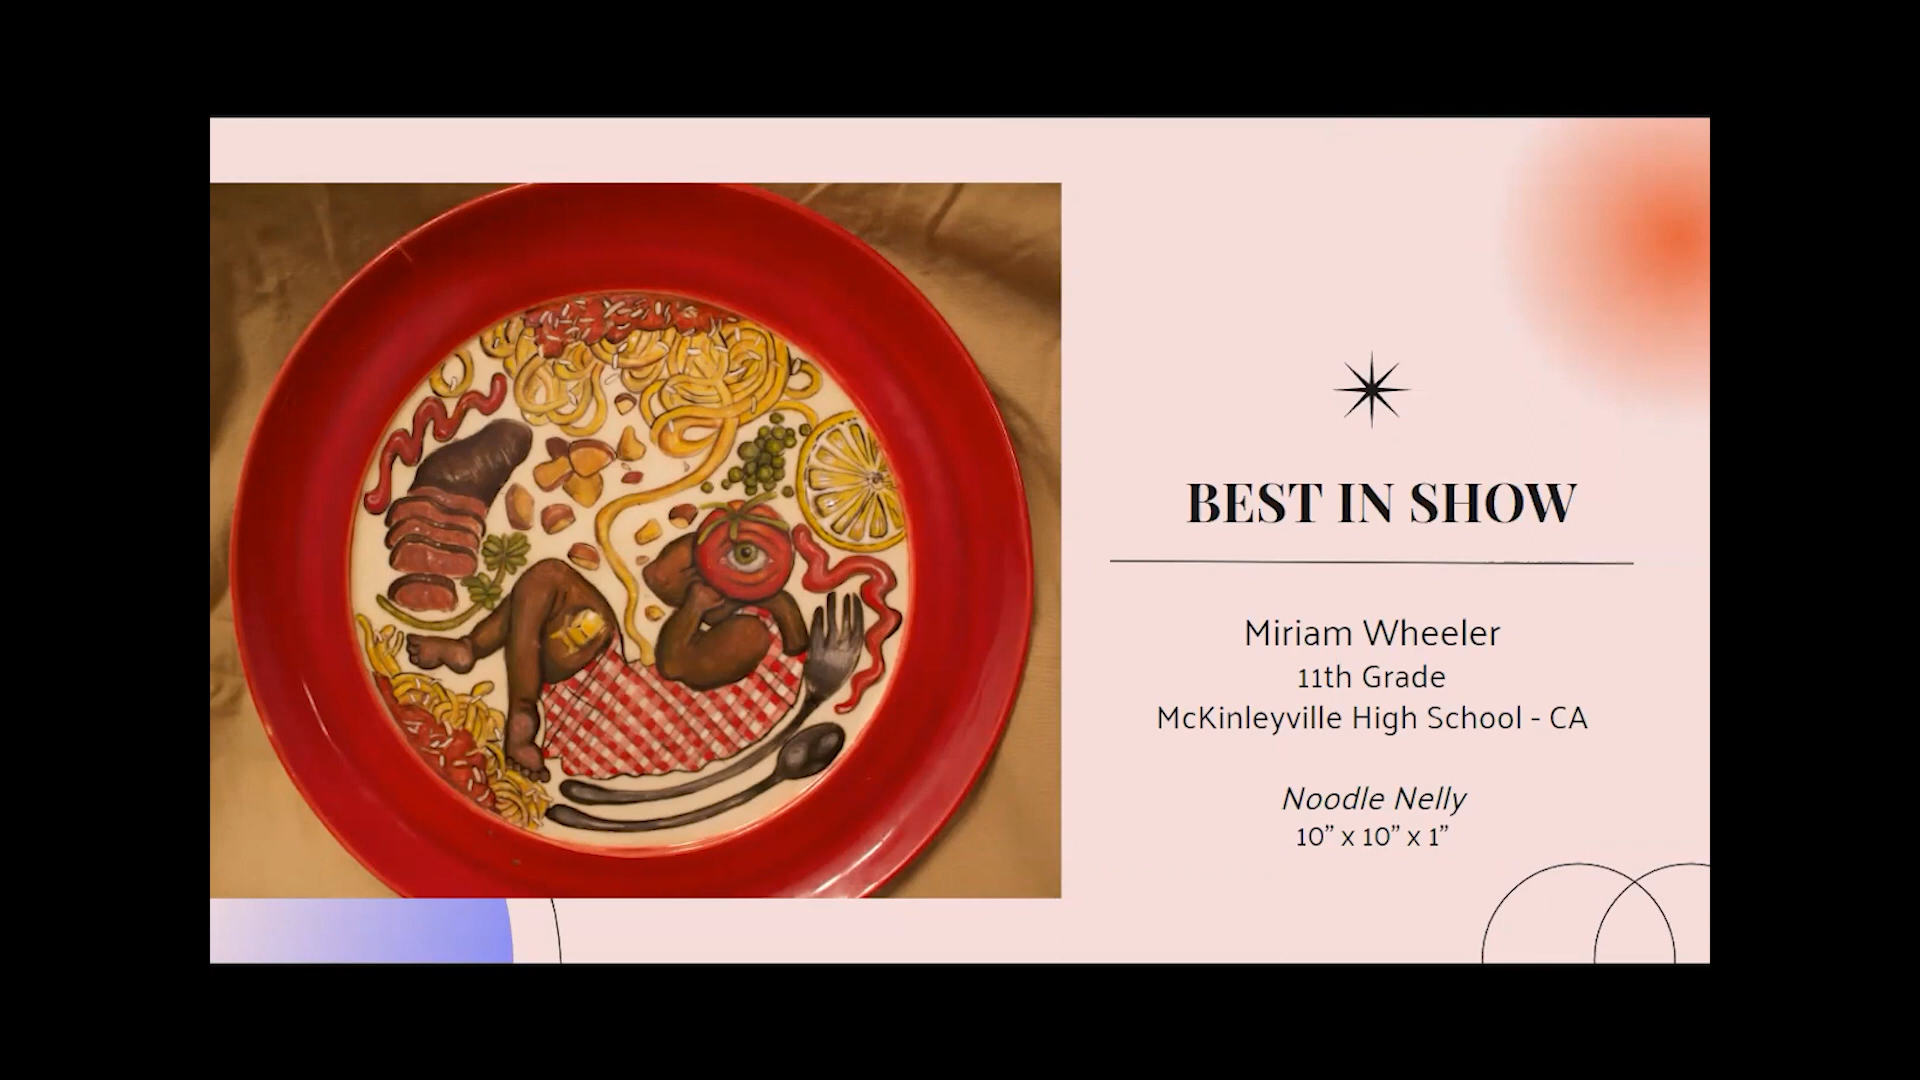 BEST IN SHOW
Miriam Wheeler
11th Grade
McKinleyville High School - CA
Noodle Nelly
10” x 10” x 1”